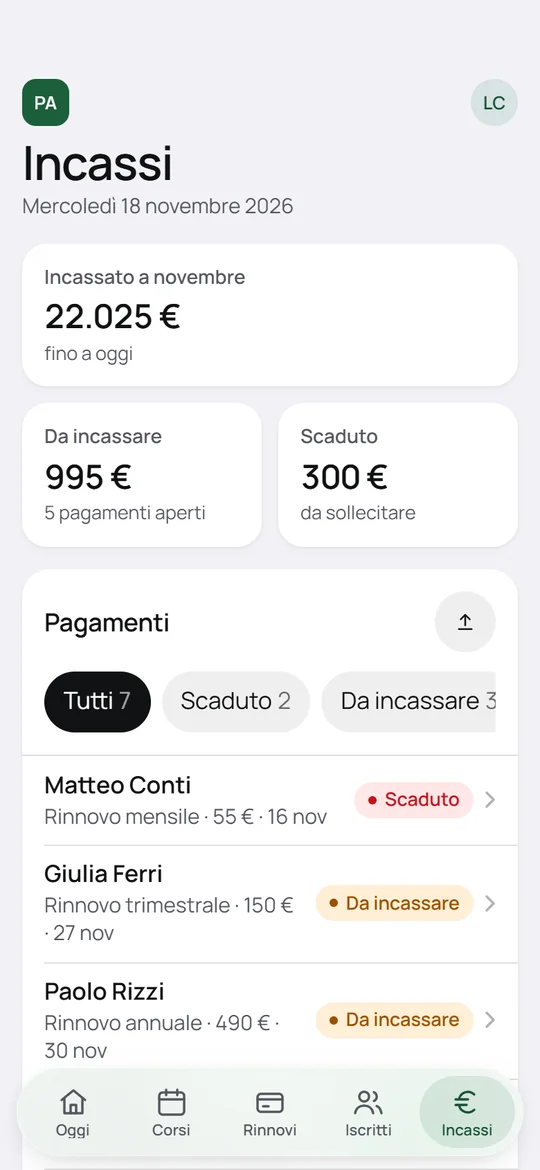 PA
LC
Incassi
Mercoledì 18 novembre 2026
Incassato a novembre
22.025 €
fino a oggi
Da incassare
995 €
5 pagamenti aperti
Scaduto
300 €
da sollecitare
Pagamenti
Tutti 7
Scaduto 2
Da incassare 3
Matteo Conti
Rinnovo mensile · 55 € · 16 nov
Scaduto
Giulia Ferri
Rinnovo trimestrale · 150 €
· 27 nov
Da incassare
Paolo Rizzi
Rinnovo annuale · 490 € ·
30 nov
Da incassare
Oggi
Corsi
Rinnovi
Iscritti
Incassi